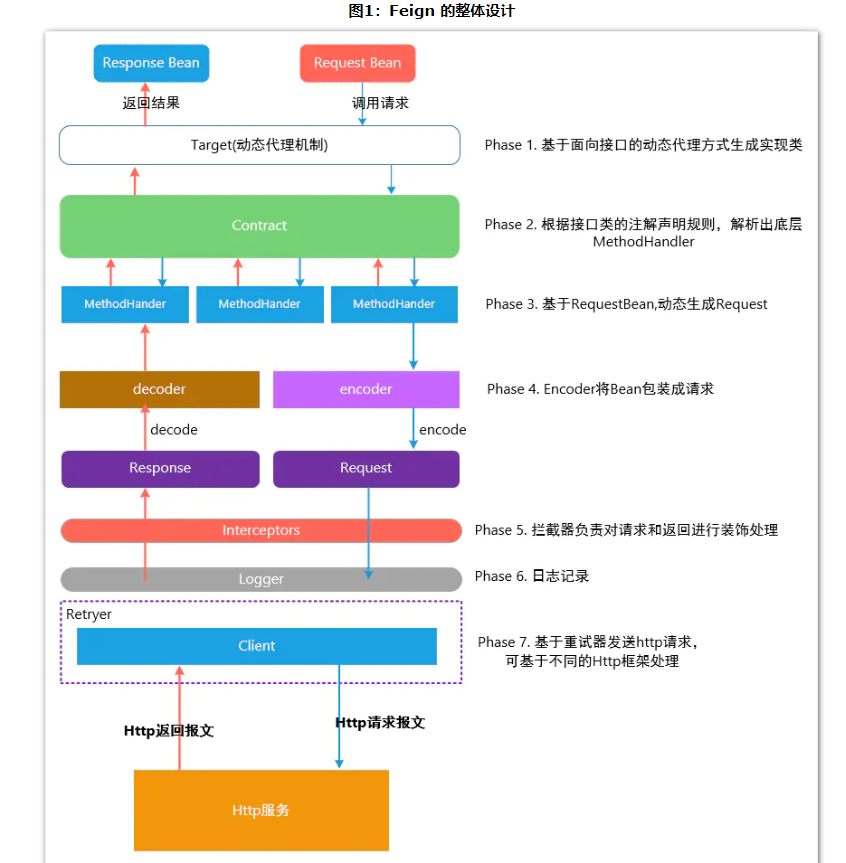 图1：Feign 的整体设计
Response Bean
Request Bean
返回结果
调用请求
Target(动态代理机制)
Phase 1. 基于面向接口的动态代理方式生成实现类
Contract
Phase 2. 根据接口类的注解声明规则，解析出底层
MethodHandler
MethodHander
MethodHander
MethodHander
Phase 3. 基于RequestBean,动态生成Request
decoder
encoder
Phase 4. Encoder将Bean包装成请求
decode
encode
Response
Request
Interceptors
Phase 5. 拦截器负责对请求和返回进行装饰处理
Logger
Phase 6. 日志记录
Retryer
Client
Phase 7. 基于重试器发送http请求，
可基于不同的Http框架处理
Http返回报文
Http请求报文
Http服务